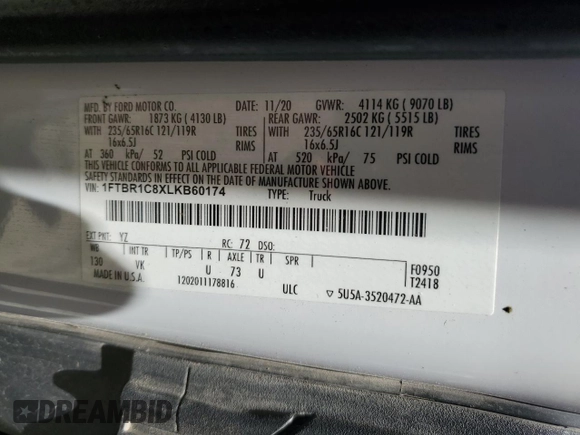 MFD. BY FORD MOTOR CO. DATE: 11/20 GVWR: 4114 KG ( 9070 LB)
FRONT GAWR: 1873 KG ( 4130 LB) REAR GAWR: 2502 KG ( 5515 LB)
WITH 235/65R16C 121/119R TIRES WITH 235/65R16C 121/119R TIRES
16x6.5J RIMS 16x6.5J RIMS
AT 360 kPa/ 52 PSI COLD AT 520 kPa/ 75 PSI COLD
THIS VEHICLE CONFORMS TO ALL APPLICABLE FEDERAL MOTOR VEHICLE
SAFETY STANDARDS IN EFFECT ON THE DATE OF MANUFACTURE SHOWN ABOVE.
VIN: 1FTBR1C8XLKB60174 TYPE: Truck
EXT PNT: YZ RC: 72 DSO:
WB INT TR TP/PS R AXLE TR SPR F0950
130 VK U 73 U T2418
MADE IN U.S.A. 1202011178816 ULC ▽ 5U5A-3520472-AA
DREAMBID